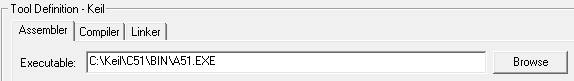 Tool Definition - Keil
Assembler Compiler Linker
Executable: C:\Keil\C51\BIN\A51.EXE Browse